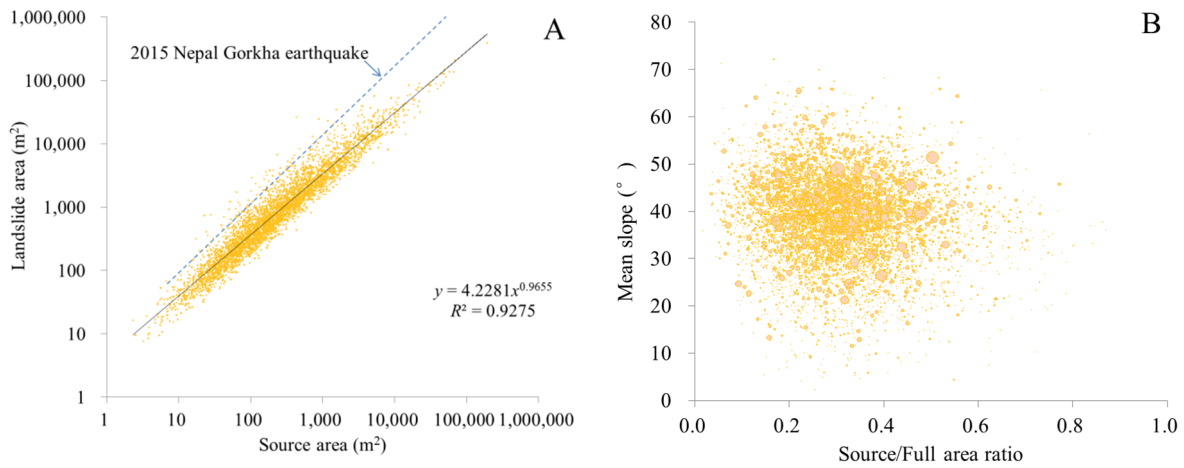 A
2015 Nepal Gorkha earthquake
Landslide area (m²)
1,000,000
100,000
10,000
1,000
100
10
1
y = 4.2281x^0.9655
R² = 0.9275
1 10 100 1,000 10,000 100,000 1,000,000
Source area (m²)
B
Mean slope (°)
80
70
60
50
40
30
20
10
0
0.0 0.2 0.4 0.6 0.8 1.0
Source/Full area ratio